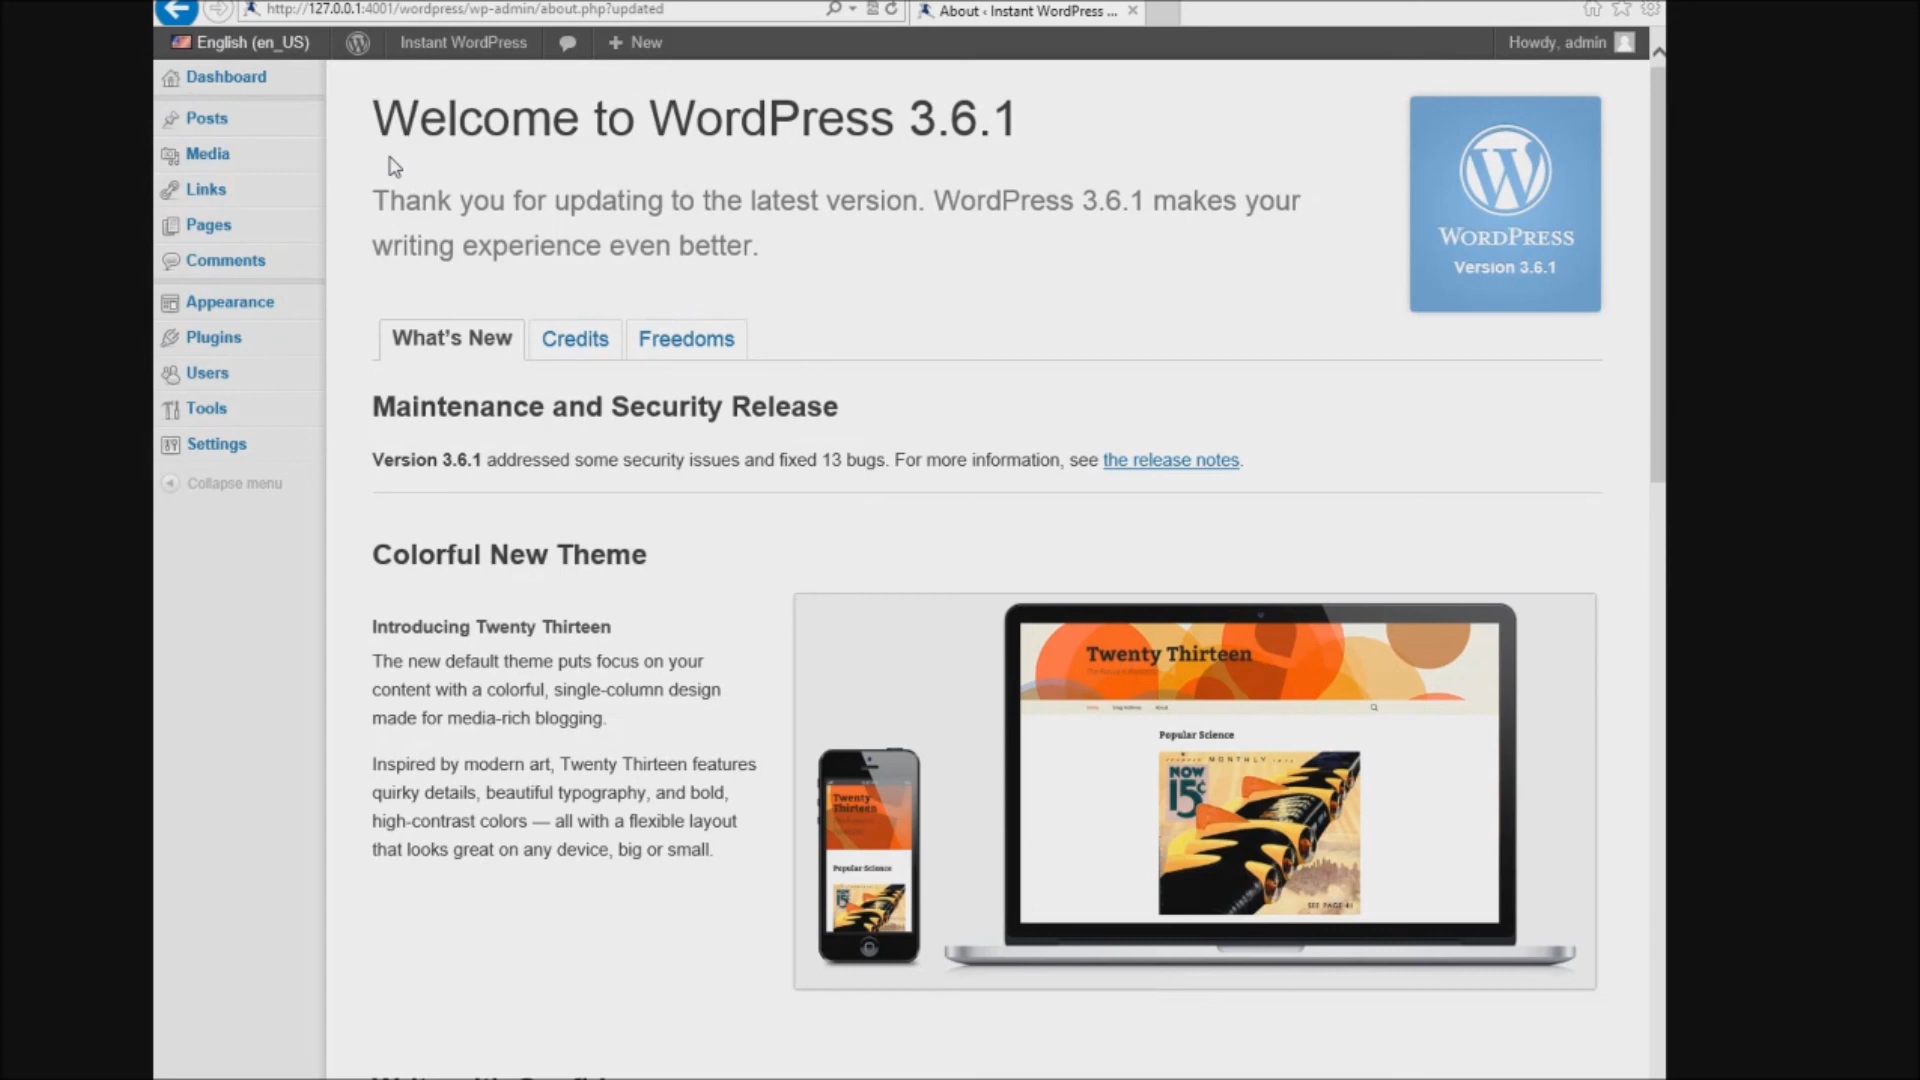 http://127.0.0.1:4001/wordpress/wp-admin/about.php?updated
About ‹ Instant WordPress ...
English (en_US)
Instant WordPress
New
Howdy, admin
Dashboard
Posts
Media
Links
Pages
Comments
Appearance
Plugins
Users
Tools
Settings
Collapse menu
Welcome to WordPress 3.6.1
Thank you for updating to the latest version. WordPress 3.6.1 makes your
writing experience even better.
WORDPRESS
Version 3.6.1
What's New
Credits
Freedoms
Maintenance and Security Release
Version 3.6.1 addressed some security issues and fixed 13 bugs. For more information, see the release notes.
Colorful New Theme
Introducing Twenty Thirteen
The new default theme puts focus on your
content with a colorful, single-column design
made for media-rich blogging.
Inspired by modern art, Twenty Thirteen features
quirky details, beautiful typography, and bold,
high-contrast colors — all with a flexible layout
that looks great on any device, big or small.
Twenty
Thirteen
Popular Science
15¢
Twenty Thirteen
Popular Science
MONTHLY
NOW
15¢
SEE PAGE 41